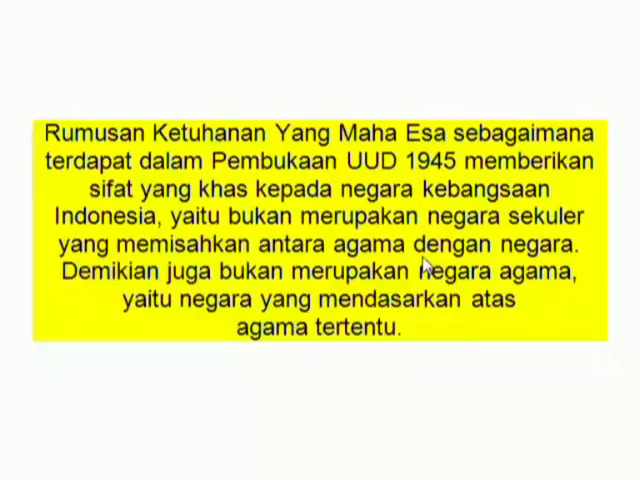 Rumusan Ketuhanan Yang Maha Esa sebagaimana
terdapat dalam Pembukaan UUD 1945 memberikan
sifat yang khas kepada negara kebangsaan
Indonesia, yaitu bukan merupakan negara sekuler
yang memisahkan antara agama dengan negara.
Demikian juga bukan merupakan negara agama,
yaitu negara yang mendasarkan atas
agama tertentu.